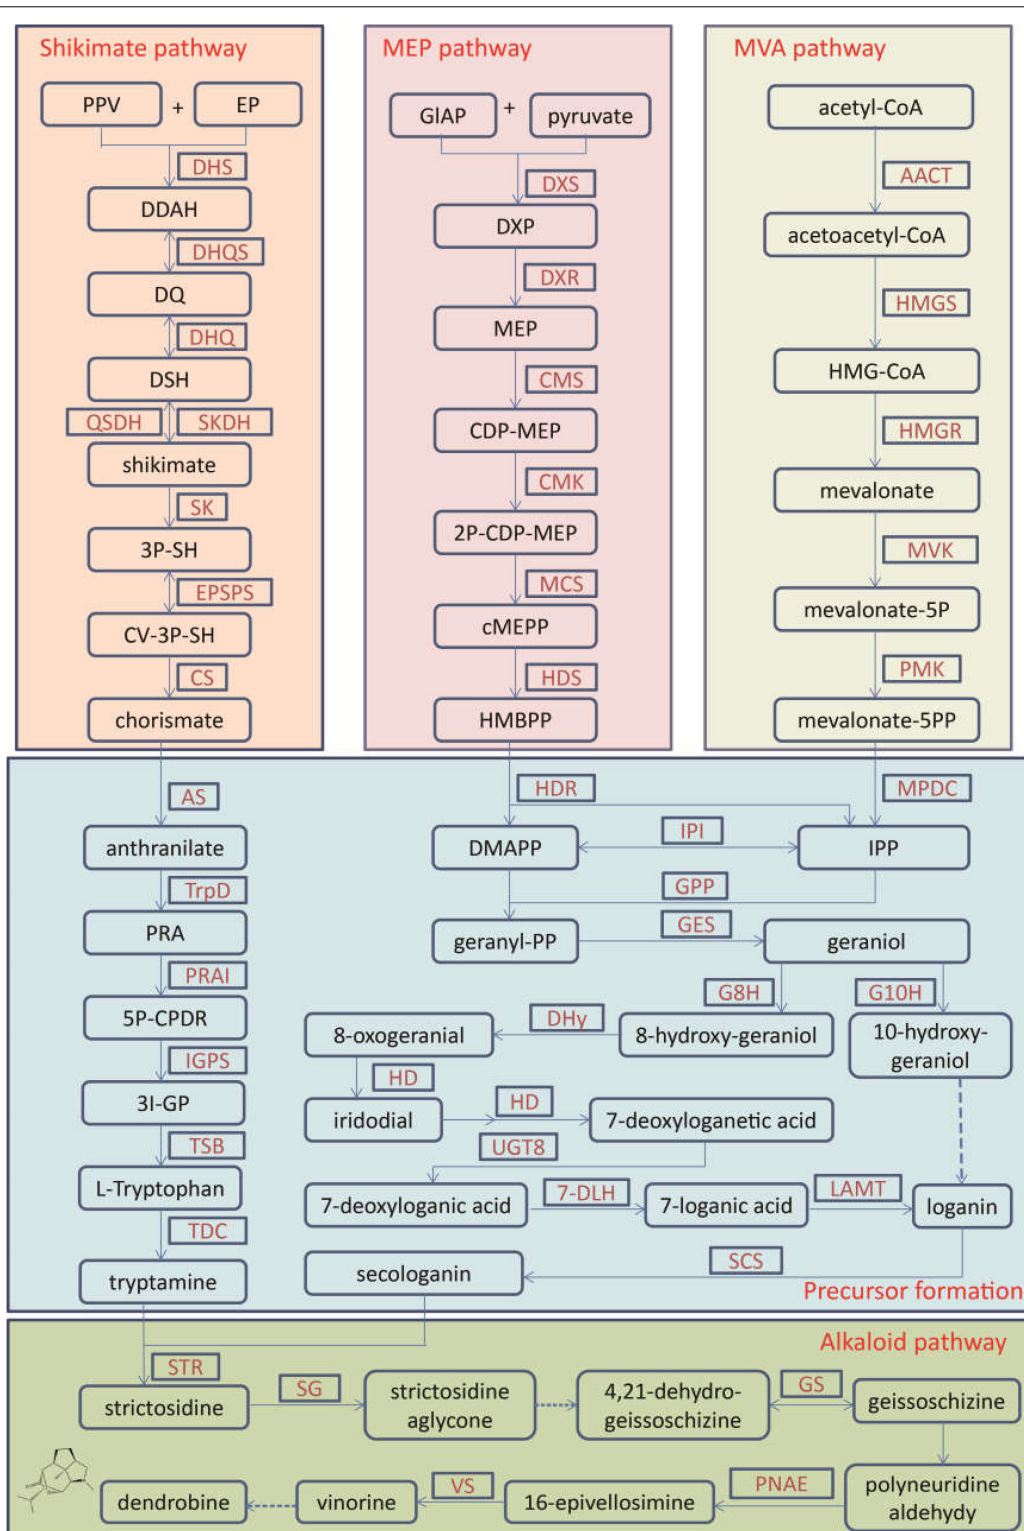 Shikimate pathway
PPV + EP
DHS
DDAH
DHQS
DQ
DHQ
DSH
QSDH SKDH
shikimate
SK
3P-SH
EPSPS
CV-3P-SH
CS
chorismate
MEP pathway
GlAP + pyruvate
DXS
DXP
DXR
MEP
CMS
CDP-MEP
CMK
2P-CDP-MEP
MCS
cMEPP
HDS
HMBPP
MVA pathway
acetyl-CoA
AACT
acetoacetyl-CoA
HMGS
HMG-CoA
HMGR
mevalonate
MVK
mevalonate-5P
PMK
mevalonate-5PP
AS
anthranilate
TrpD
PRA
PRAI
5P-CPDR
IGPS
3I-GP
TSB
L-Tryptophan
TDC
tryptamine
HDR MPDC
DMAPP IPI IPP
GPP
geranyl-PP GES geraniol
G8H G10H
8-oxogeranial DHy 8-hydroxy-geraniol
10-hydroxy-
geraniol
HD
iridodial HD 7-deoxyloganetic acid
UGT8
7-deoxyloganic acid 7-DLH 7-loganic acid LAMT loganin
SCS
secologanin
Precursor formation
Alkaloid pathway
STR
strictosidine SG
strictosidine
aglycone
4,21-dehydro-
geissoschizine
GS geissoschizine
polyneuridine
aldehydy
PNAE
16-epivellosimine
VS
vinorine
dendrobine